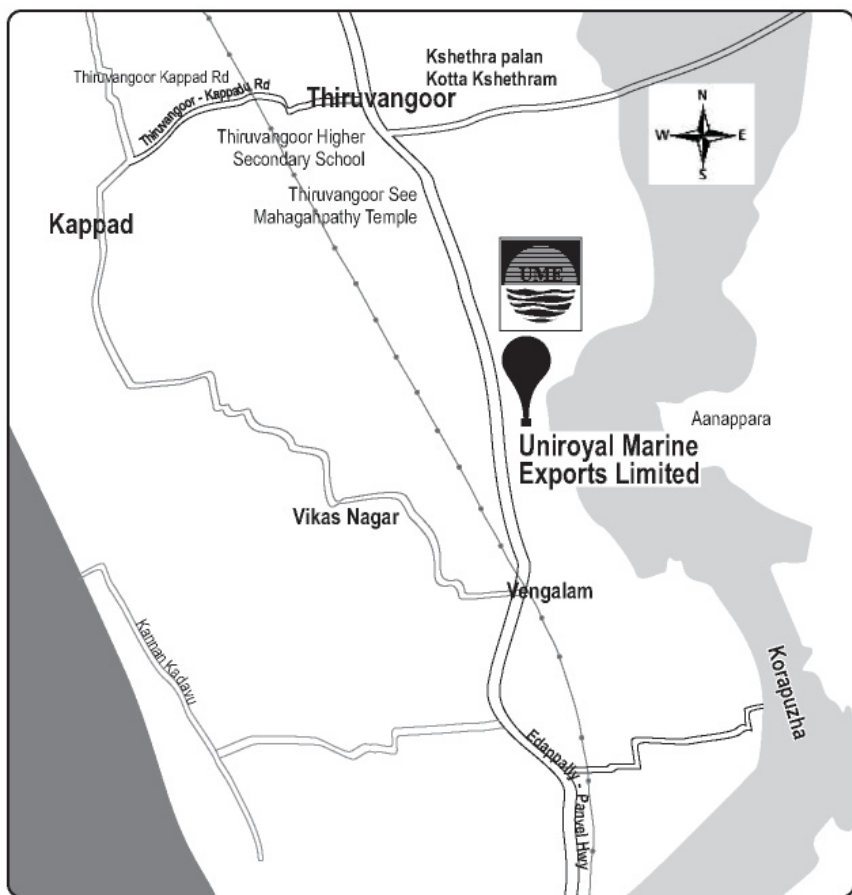 Kshethra palan
Kotta Kshethram
Thiruvangoor Kappad Rd
Thiruvangoor - Kappadu Rd
Thiruvangoor
N
W E
S
Thiruvangoor Higher
Secondary School
Thiruvangoor See
Mahaganpathy Temple
Kappad
UME
Aanappara
Uniroyal Marine
Exports Limited
Vikas Nagar
Vengalam
Kannan Kadavu
Korapuzha
Edappally - Panvel Hwy